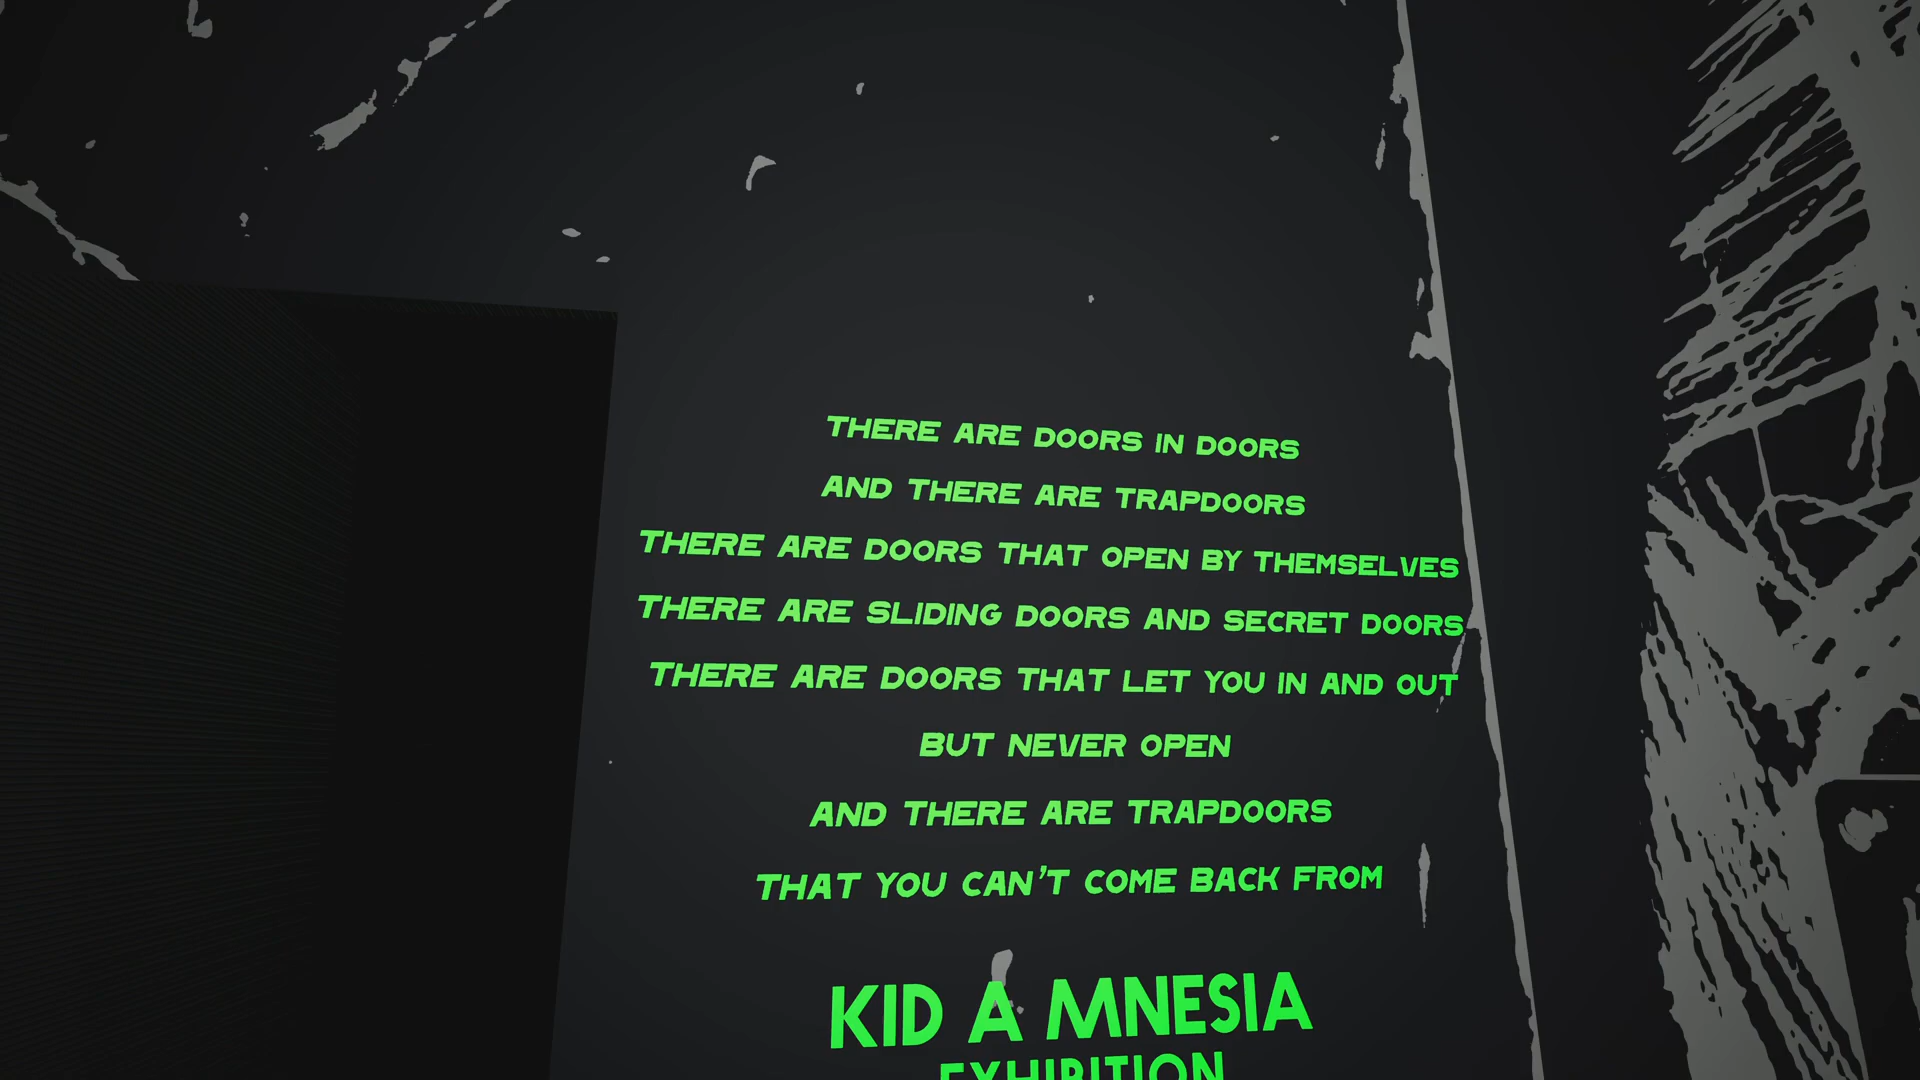 THERE ARE DOORS IN DOORS
AND THERE ARE TRAPDOORS
THERE ARE DOORS THAT OPEN BY THEMSELVES
THERE ARE SLIDING DOORS AND SECRET DOORS
THERE ARE DOORS THAT LET YOU IN AND OUT
BUT NEVER OPEN
AND THERE ARE TRAPDOORS
THAT YOU CAN'T COME BACK FROM
KID A MNESIA
EXHIBITION